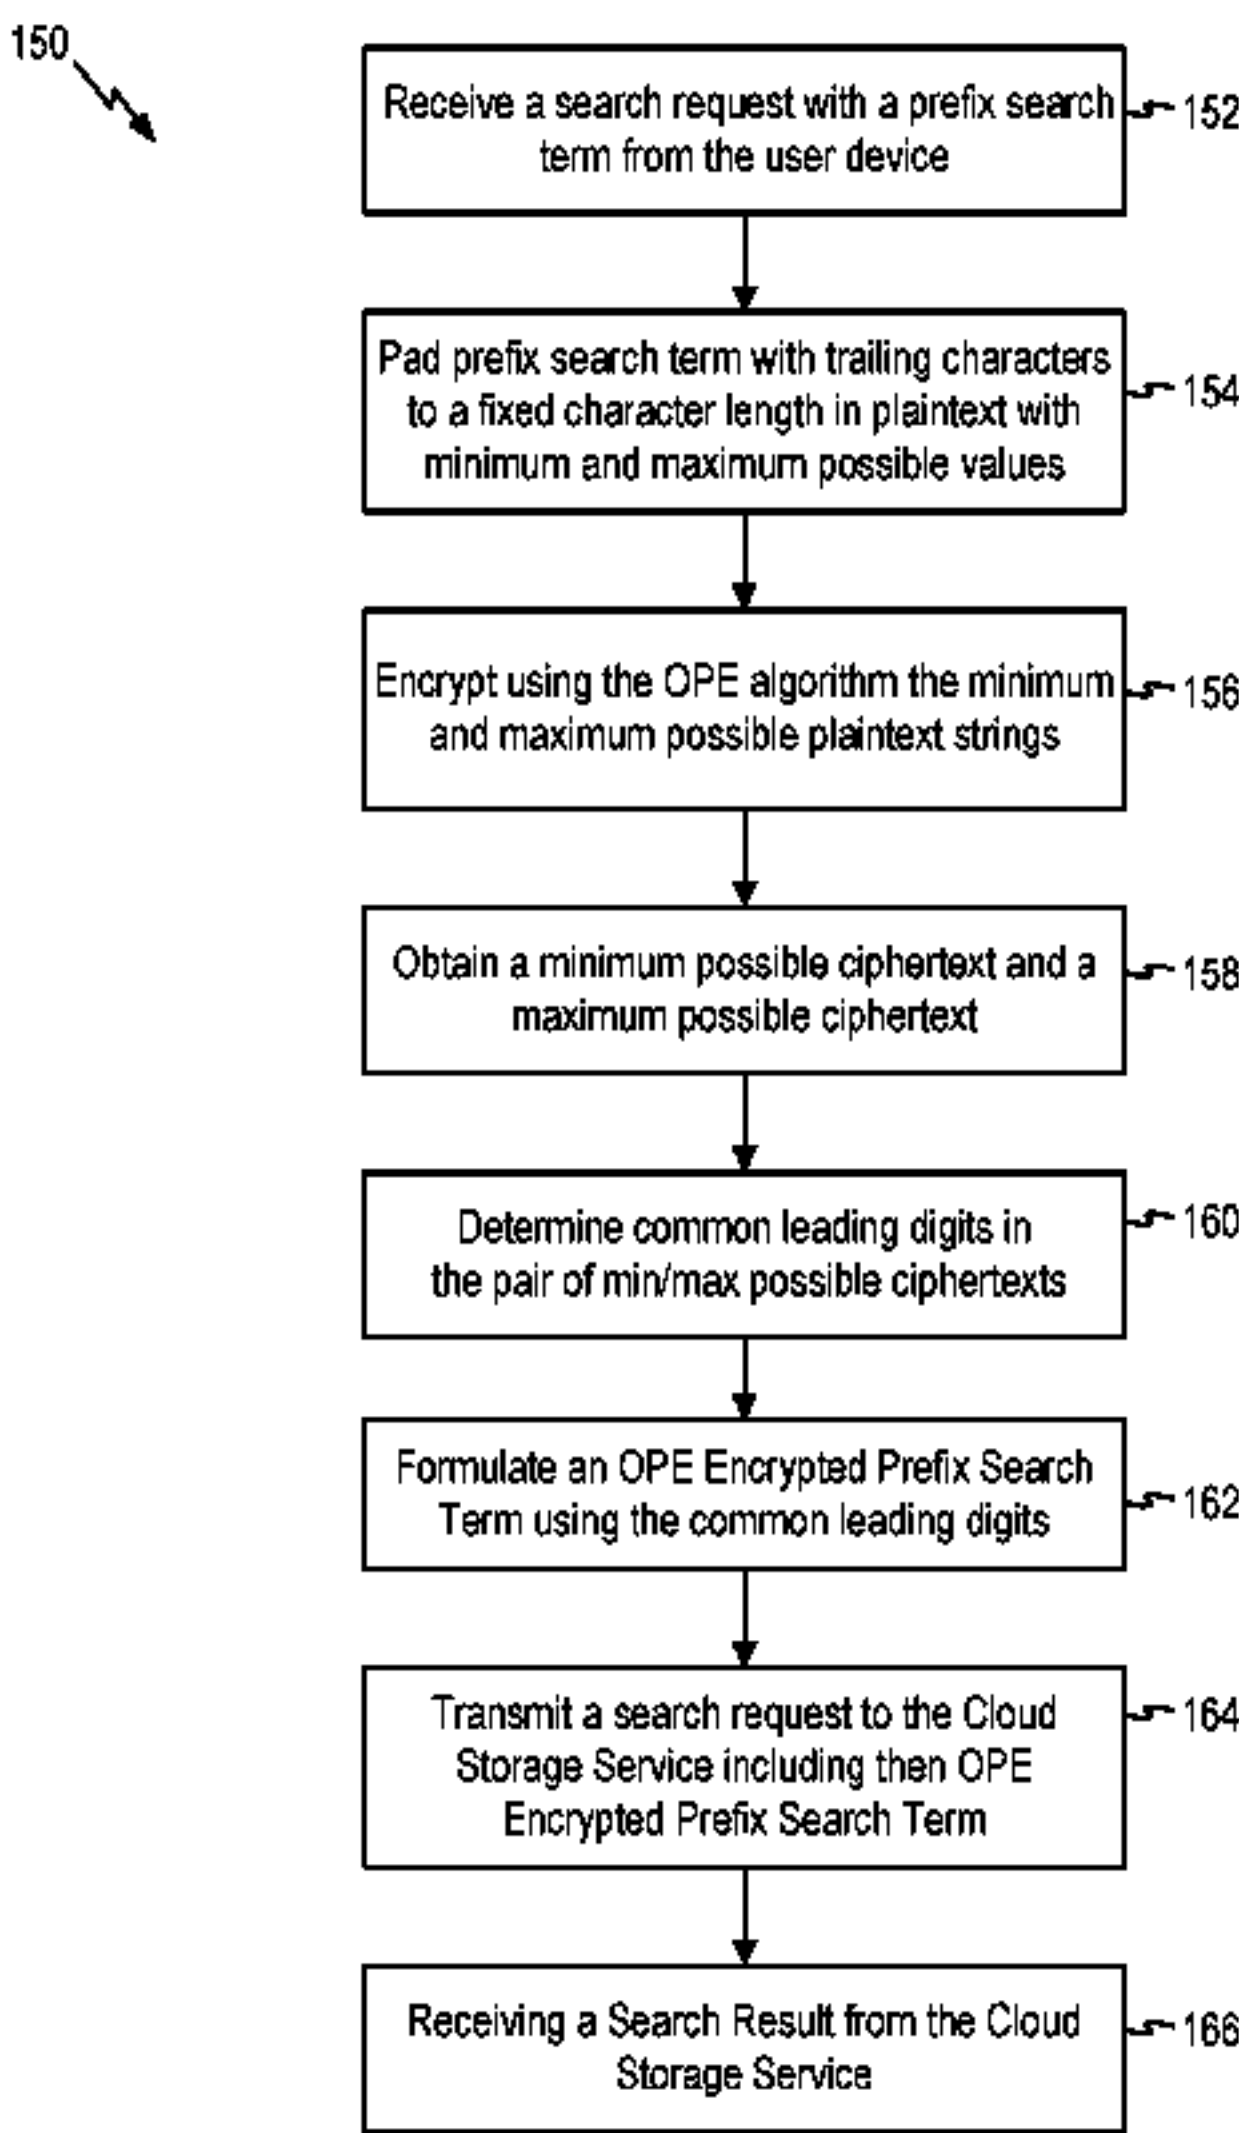 150
Receive a search request with a prefix search
term from the user device
152
Pad prefix search term with trailing characters
to a fixed character length in plaintext with
minimum and maximum possible values
154
Encrypt using the OPE algorithm the minimum
and maximum possible plaintext strings
156
Obtain a minimum possible ciphertext and a
maximum possible ciphertext
158
Determine common leading digits in
the pair of min/max possible ciphertexts
160
Formulate an OPE Encrypted Prefix Search
Term using the common leading digits
162
Transmit a search request to the Cloud
Storage Service including then OPE
Encrypted Prefix Search Term
164
Receiving a Search Result from the Cloud
Storage Service
166